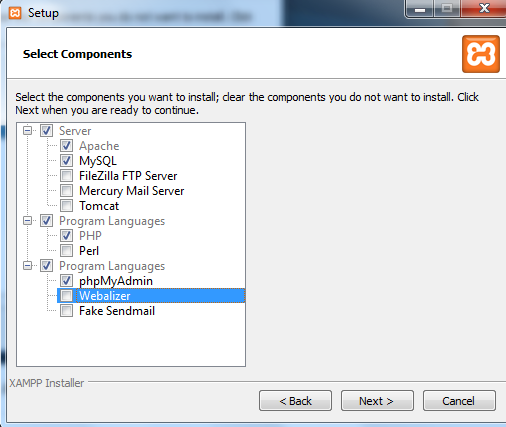 Setup
Select Components
Select the components you want to install; clear the components you do not want to install. Click
Next when you are ready to continue.
Server
Apache
MySQL
FileZilla FTP Server
Mercury Mail Server
Tomcat
Program Languages
PHP
Perl
Program Languages
phpMyAdmin
Webalizer
Fake Sendmail
XAMPP Installer
< Back
Next >
Cancel